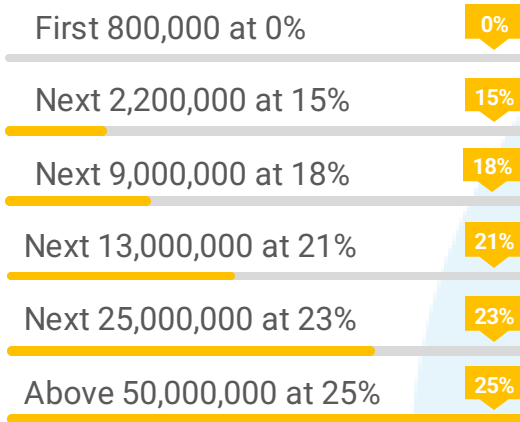 First 800,000 at 0%
0%
Next 2,200,000 at 15%
15%
Next 9,000,000 at 18%
18%
Next 13,000,000 at 21%
21%
Next 25,000,000 at 23%
23%
Above 50,000,000 at 25%
25%